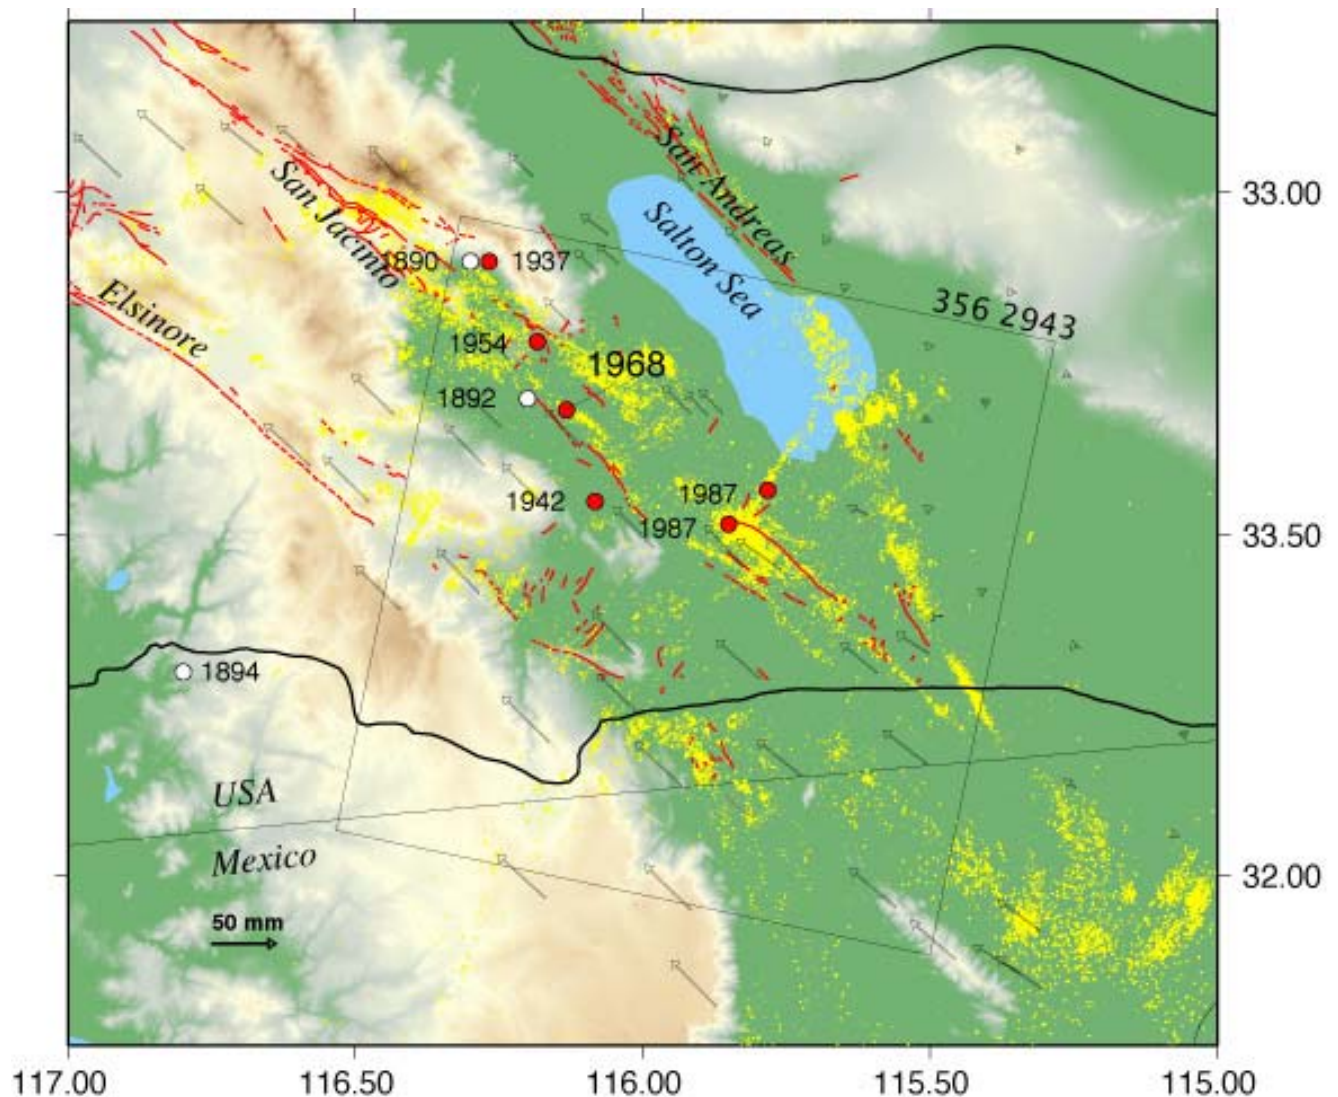 San Andreas
33.00
San Jacinto
Salton Sea
1890
1937
Elsinore
356 2943
1954
1968
1892
1942
1987
1987
33.50
1894
USA
Mexico
32.00
50 mm
117.00
116.50
116.00
115.50
115.00